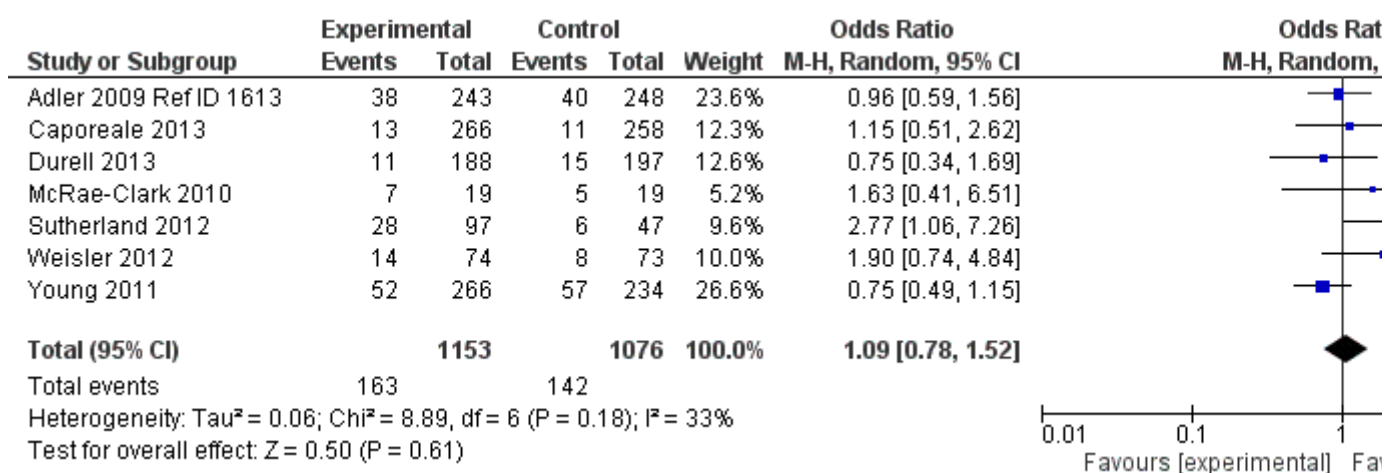 Experimental Control Odds Ratio Odds Rat
Study or Subgroup Events Total Events Total Weight M-H, Random, 95% CI M-H, Random,
Adler 2009 Ref ID 1613 38 243 40 248 23.6% 0.96 [0.59, 1.56]
Caporeale 2013 13 266 11 258 12.3% 1.15 [0.51, 2.62]
Durell 2013 11 188 15 197 12.6% 0.75 [0.34, 1.69]
McRae-Clark 2010 7 19 5 19 5.2% 1.63 [0.41, 6.51]
Sutherland 2012 28 97 6 47 9.6% 2.77 [1.06, 7.26]
Weisler 2012 14 74 8 73 10.0% 1.90 [0.74, 4.84]
Young 2011 52 266 57 234 26.6% 0.75 [0.49, 1.15]
Total (95% CI) 1153 1076 100.0% 1.09 [0.78, 1.52]
Total events 163 142
Heterogeneity: Tau² = 0.06; Chi² = 8.89, df = 6 (P = 0.18); I² = 33%
Test for overall effect: Z = 0.50 (P = 0.61)
0.01 0.1 1
Favours [experimental] Fav